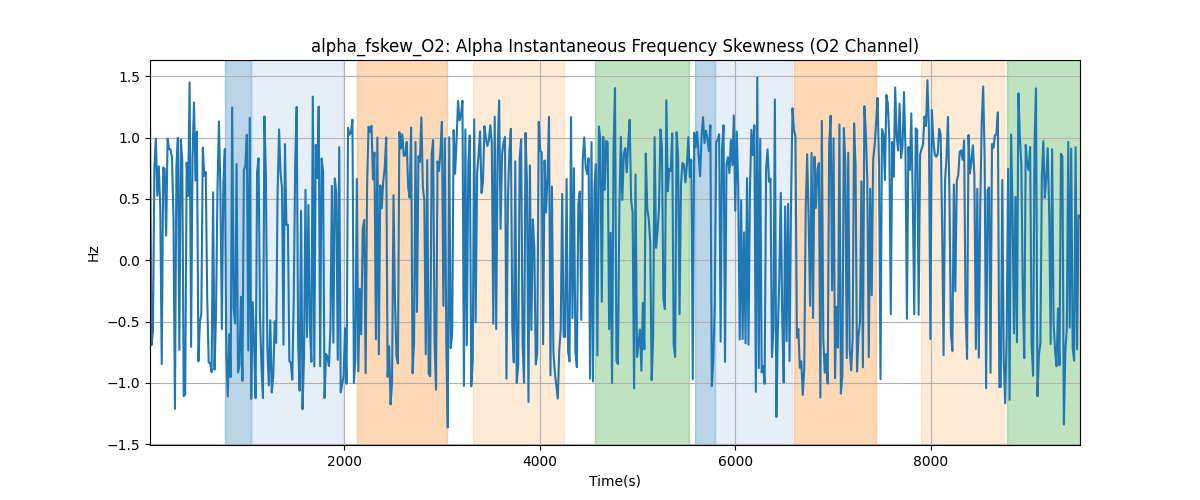 alpha_fskew_O2: Alpha Instantaneous Frequency Skewness (O2 Channel)
1.5
1.0
0.5
0.0
−0.5
−1.0
−1.5
Hz
2000 4000 6000 8000
Time(s)